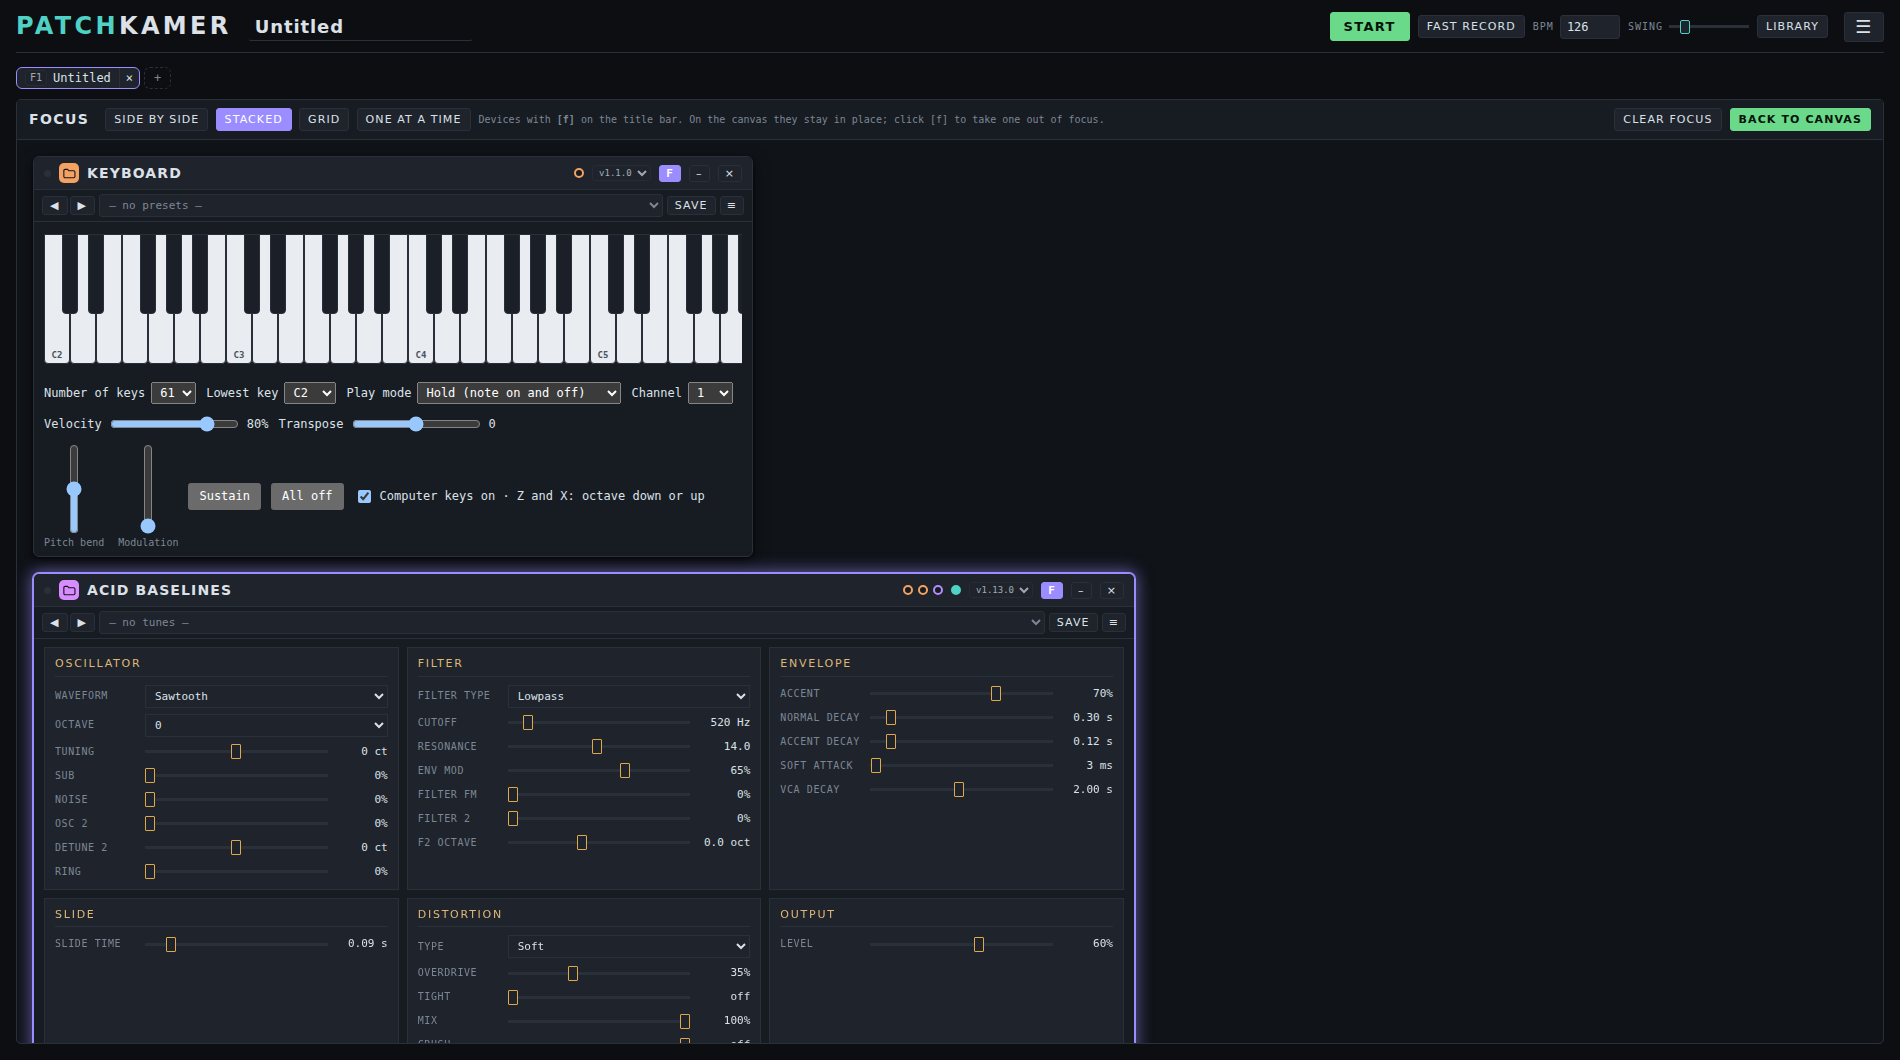 PATCHKAMER Untitled START FAST RECORD BPM 126 SWING LIBRARY ☰
F1 Untitled × +
FOCUS SIDE BY SIDE STACKED GRID ONE AT A TIME Devices with [f] on the title bar. On the canvas they stay in place; click [f] to take one out of focus. CLEAR FOCUS BACK TO CANVAS
KEYBOARD v1.1.0 F – ×
◀ ▶ — no presets — SAVE ≡
C2 C3 C4 C5
Number of keys 61 Lowest key C2 Play mode Hold (note on and off) Channel 1
Velocity 80% Transpose 0
Sustain All off Computer keys on · Z and X: octave down or up
Pitch bend Modulation
ACID BASELINES v1.13.0 F – ×
◀ ▶ — no tunes — SAVE ≡
OSCILLATOR
WAVEFORM Sawtooth
OCTAVE 0
TUNING 0 ct
SUB 0%
NOISE 0%
OSC 2 0%
DETUNE 2 0 ct
RING 0%
FILTER
FILTER TYPE Lowpass
CUTOFF 520 Hz
RESONANCE 14.0
ENV MOD 65%
FILTER FM 0%
FILTER 2 0%
F2 OCTAVE 0.0 oct
ENVELOPE
ACCENT 70%
NORMAL DECAY 0.30 s
ACCENT DECAY 0.12 s
SOFT ATTACK 3 ms
VCA DECAY 2.00 s
SLIDE
SLIDE TIME 0.09 s
DISTORTION
TYPE Soft
OVERDRIVE 35%
TIGHT off
MIX 100%
CRUSH off
OUTPUT
LEVEL 60%